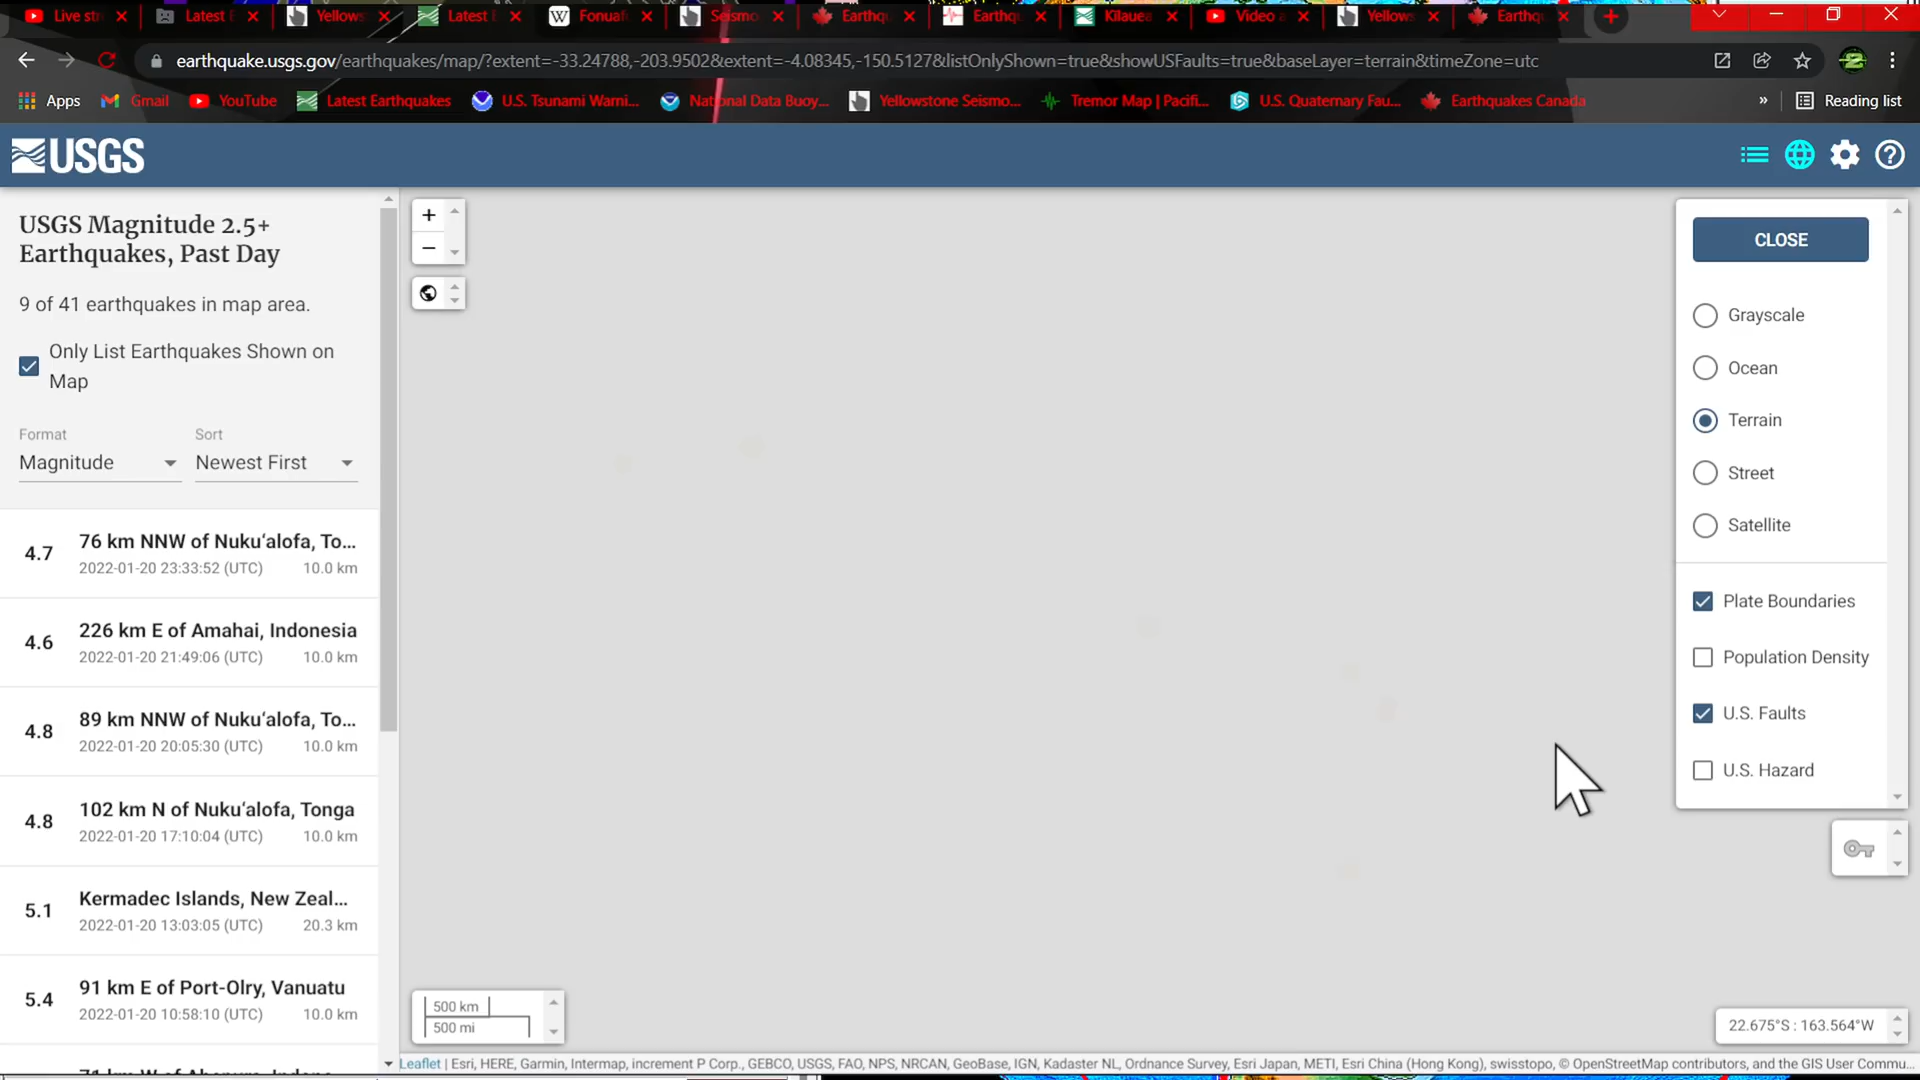 Live st
Latest E
Yellows
Latest
Fonuaf
Seismo
Earthq
Earthqu
Kilauea
Video a
Yellows
Earthq
earthquake.usgs.gov/earthquakes/map/?extent=-33.24788,-203.9502&extent=-4.08345,-150.5127&listOnlyShown=true&showUSFaults=true&baseLayer=terrain&timeZone=utc
Apps
Gmail
YouTube
Latest Earthquakes
U.S. Tsunami Warni...
National Data Buoy...
Yellowstone Seismo...
Tremor Map | Pacifi...
U.S. Quaternary Fau...
Earthquakes Canada
»
Reading list
USGS
USGS Magnitude 2.5+
Earthquakes, Past Day
9 of 41 earthquakes in map area.
Only List Earthquakes Shown on
Map
Format
Sort
Magnitude
Newest First
4.7
76 km NNW of Nuku‘alofa, To...
2022-01-20 23:33:52 (UTC) 10.0 km
4.6
226 km E of Amahai, Indonesia
2022-01-20 21:49:06 (UTC) 10.0 km
4.8
89 km NNW of Nuku‘alofa, To...
2022-01-20 20:05:30 (UTC) 10.0 km
4.8
102 km N of Nuku‘alofa, Tonga
2022-01-20 17:10:04 (UTC) 10.0 km
5.1
Kermadec Islands, New Zeal...
2022-01-20 13:03:05 (UTC) 20.3 km
5.4
91 km E of Port-Olry, Vanuatu
2022-01-20 10:58:10 (UTC) 10.0 km
+
−
CLOSE
Grayscale
Ocean
Terrain
Street
Satellite
Plate Boundaries
Population Density
U.S. Faults
U.S. Hazard
500 km
500 mi
22.675°S : 163.564°W
Leaflet | Esri, HERE, Garmin, Intermap, increment P Corp., GEBCO, USGS, FAO, NPS, NRCAN, GeoBase, IGN, Kadaster NL, Ordnance Survey, Esri Japan, METI, Esri China (Hong Kong), swisstopo, © OpenStreetMap contributors, and the GIS User Commu...